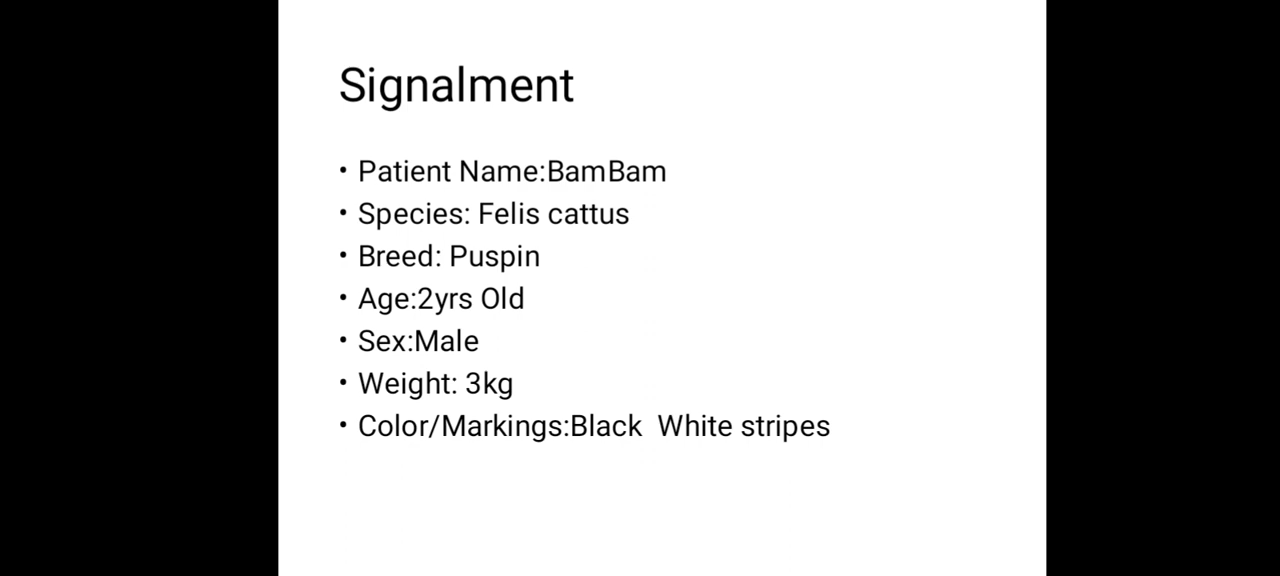 Signalment
• Patient Name:BamBam
• Species: Felis cattus
• Breed: Puspin
• Age:2yrs Old
• Sex:Male
• Weight: 3kg
• Color/Markings:Black  White stripes